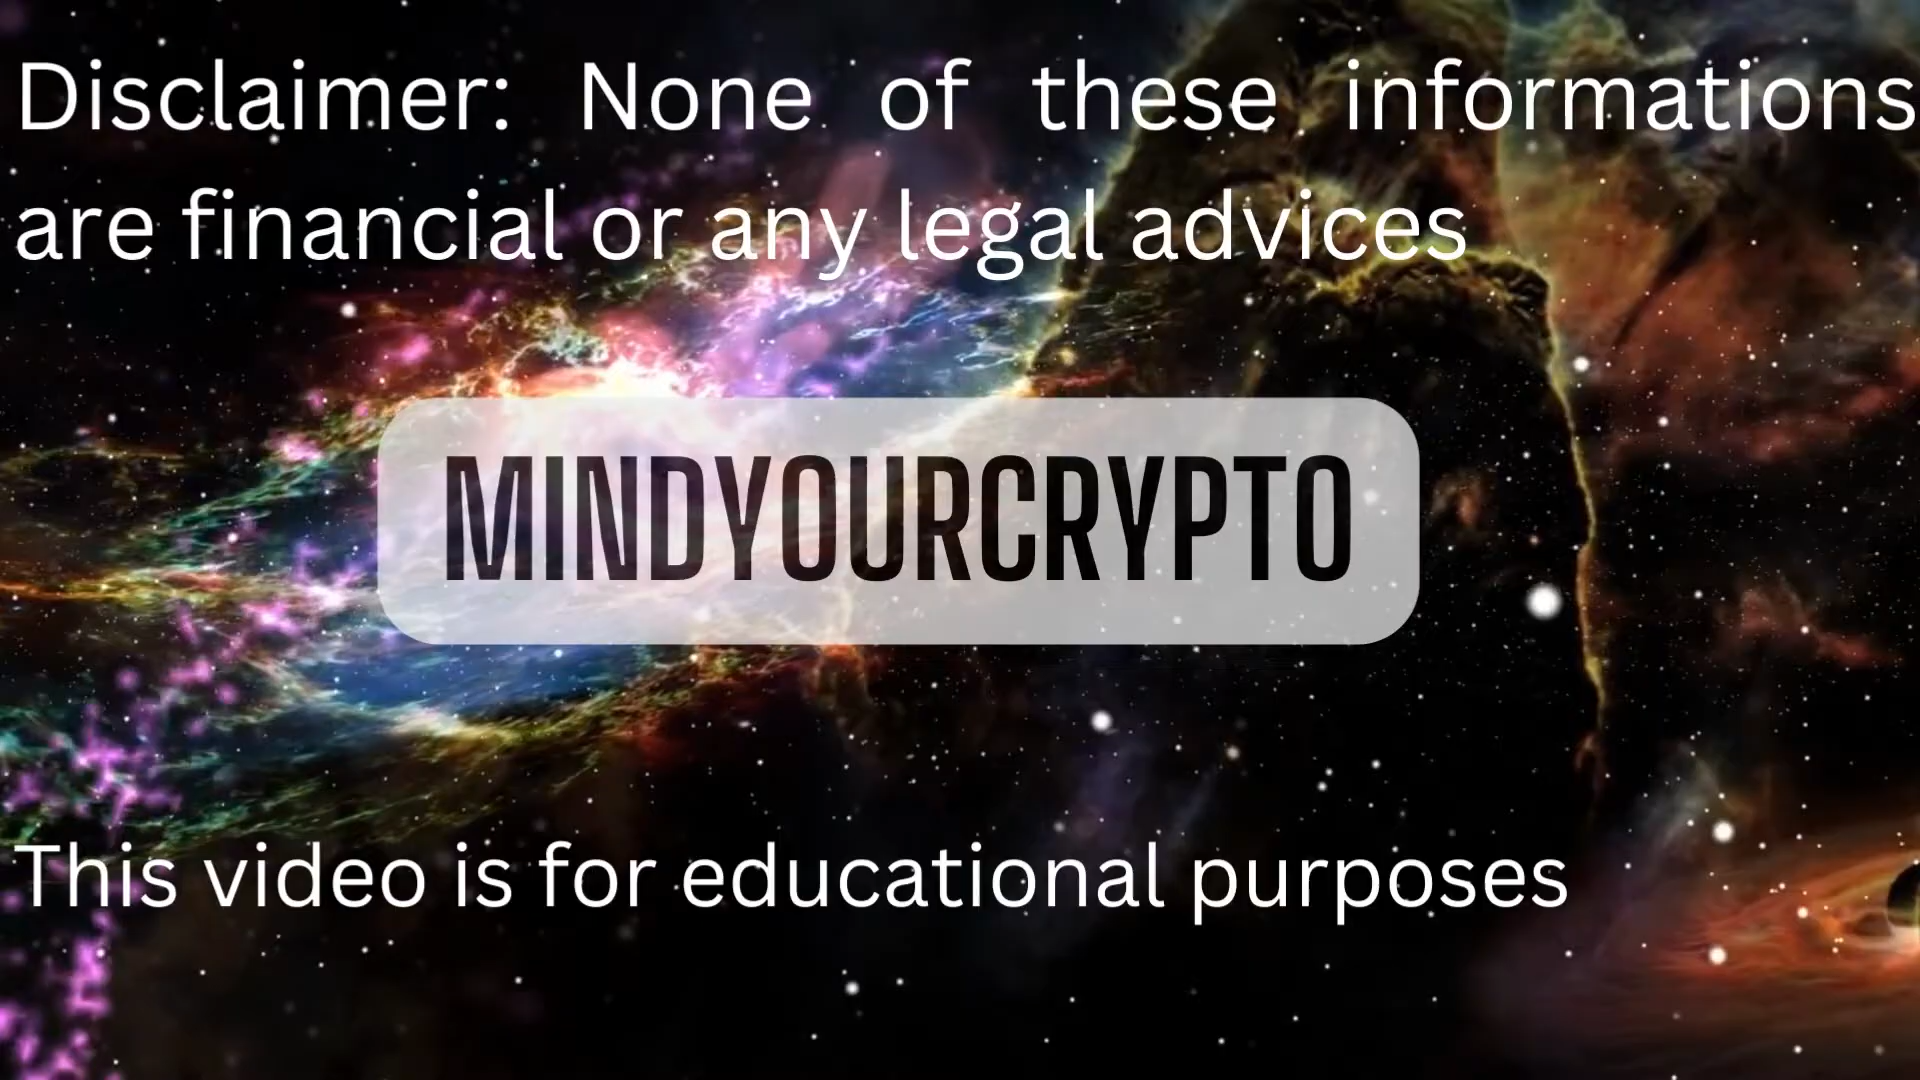 Disclaimer: None of these informations
are financial or any legal advices
MINDYOURCRYPTO
This video is for educational purposes